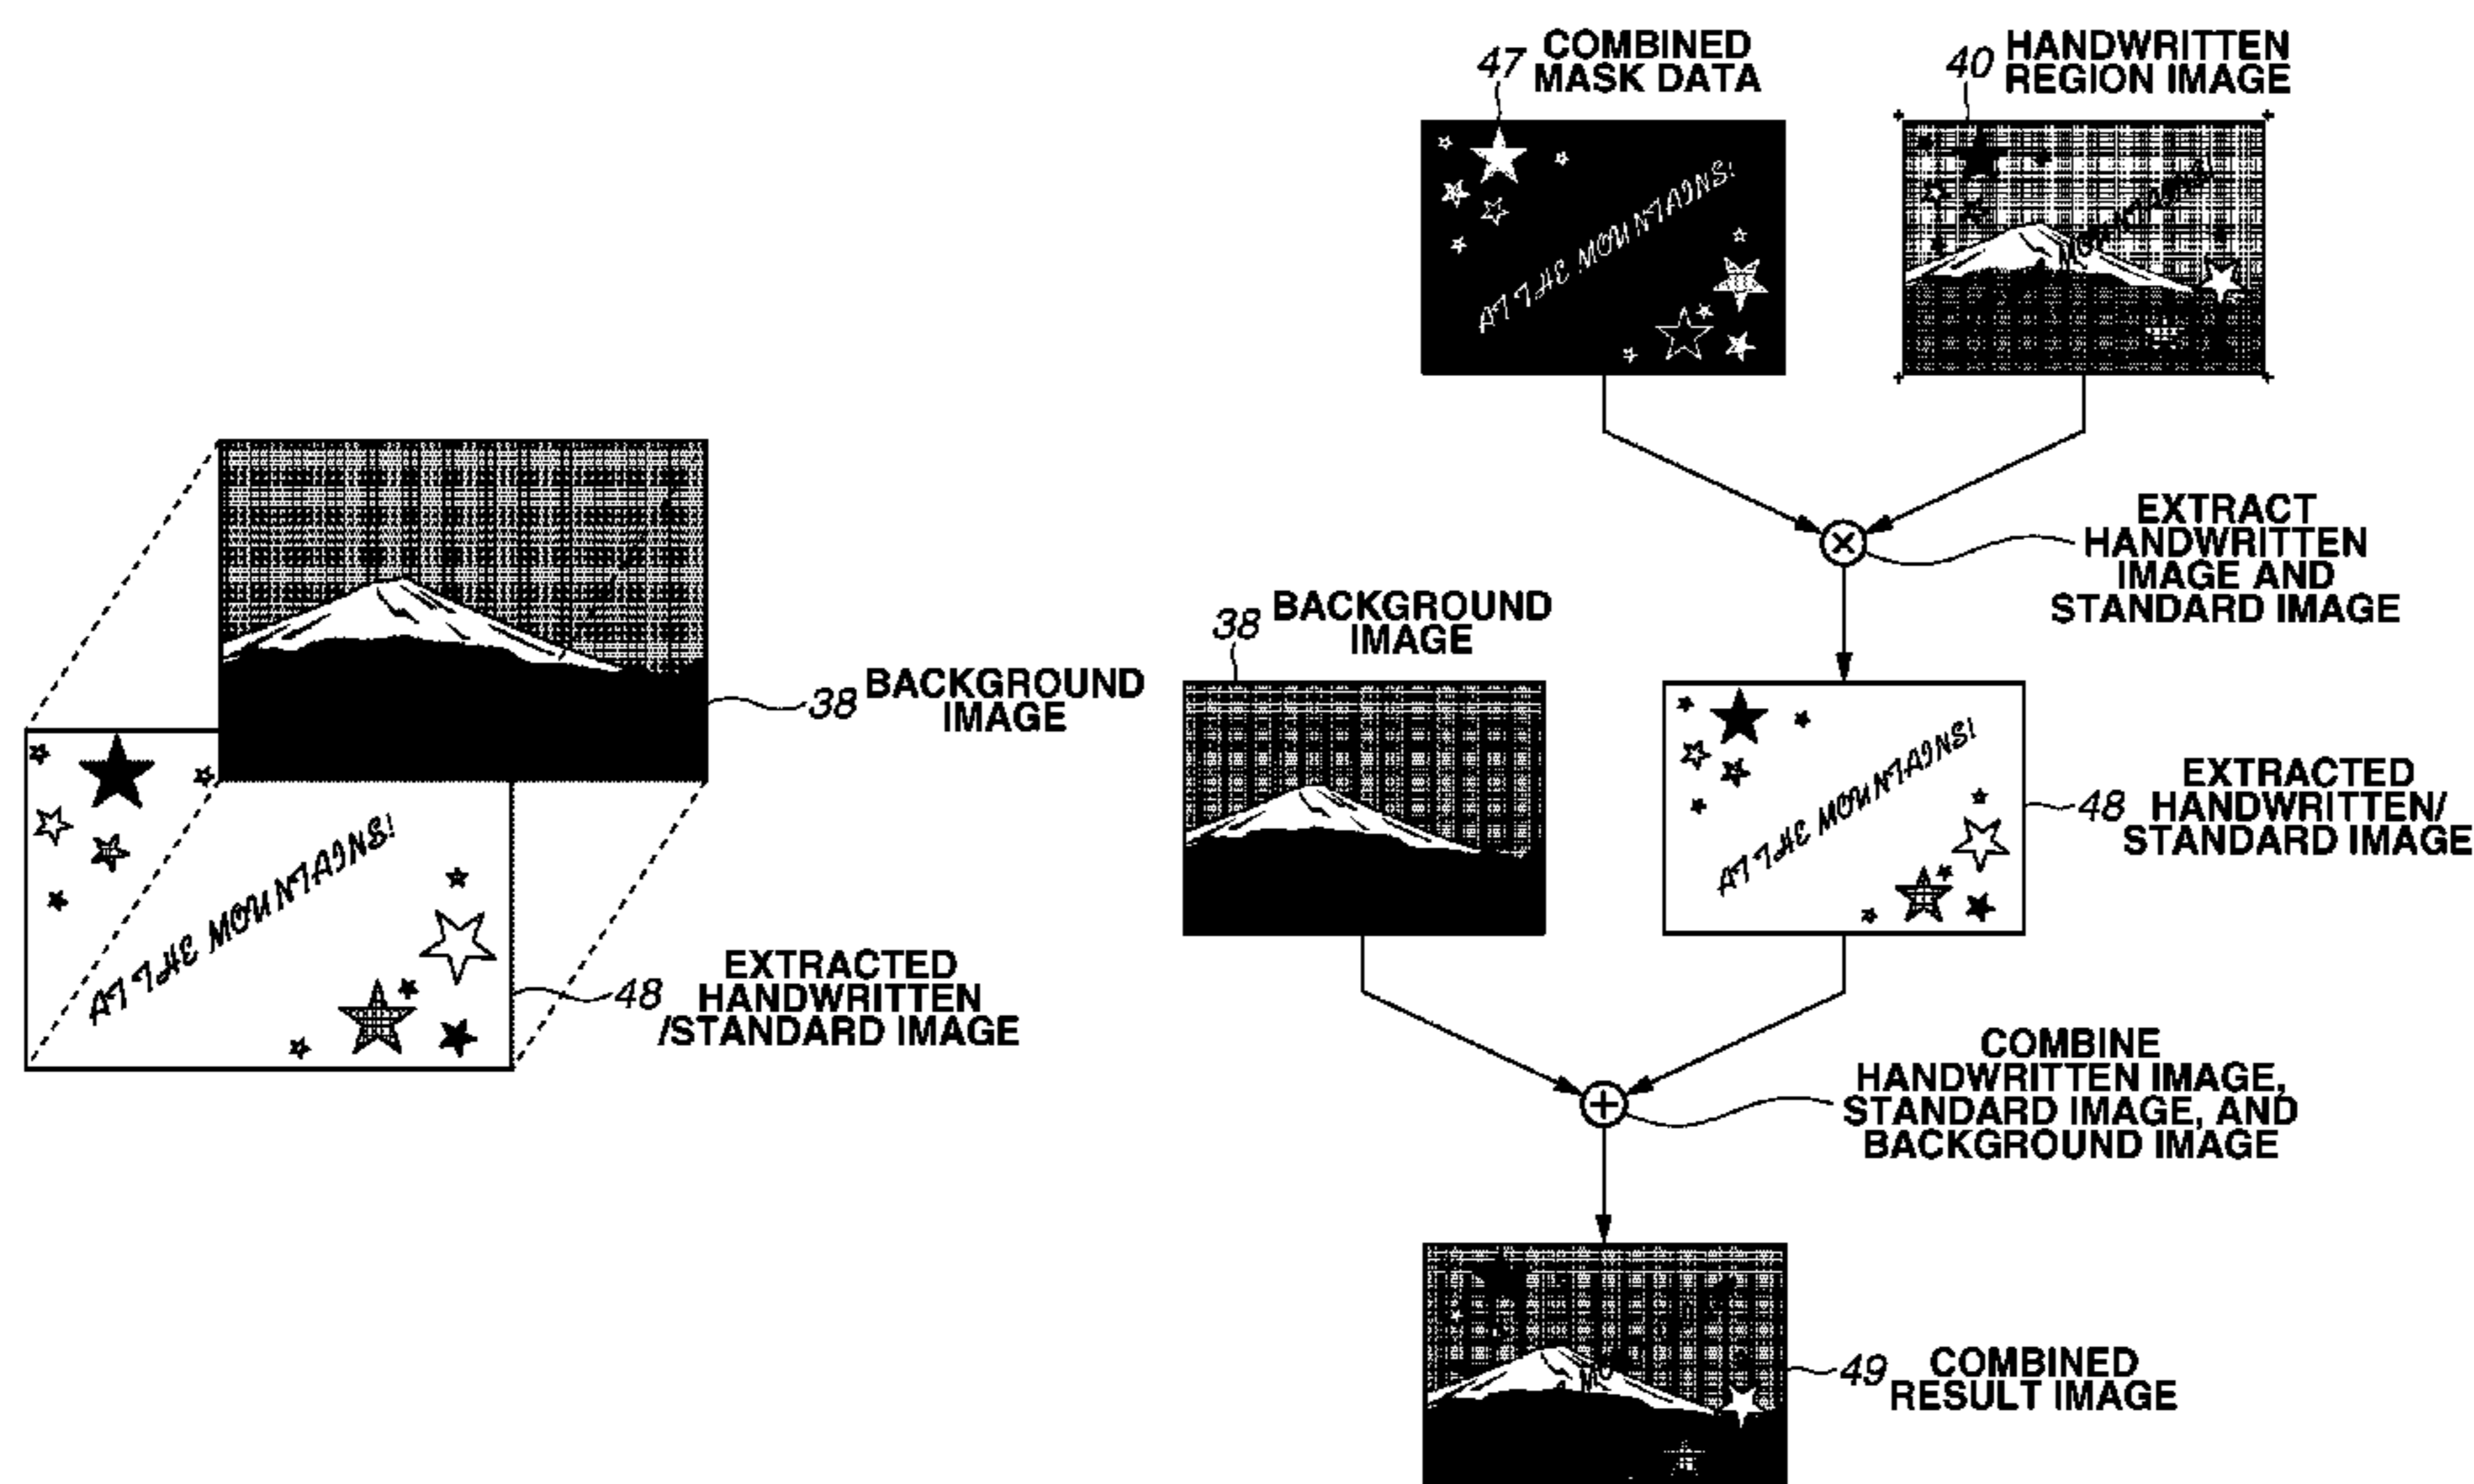 47 COMBINED
MASK DATA
40 HANDWRITTEN
REGION IMAGE
AT THE MOUNTAINS!
MOUNTAINS!
EXTRACT
HANDWRITTEN
IMAGE AND
STANDARD IMAGE
38 BACKGROUND
IMAGE
38 BACKGROUND
IMAGE
AT THE MOUNTAINS!
48 EXTRACTED
HANDWRITTEN/
STANDARD IMAGE
AT THE MOUNTAINS!
48 EXTRACTED
HANDWRITTEN
/STANDARD IMAGE
COMBINE
HANDWRITTEN IMAGE,
STANDARD IMAGE, AND
BACKGROUND IMAGE
MO
49 COMBINED
RESULT IMAGE